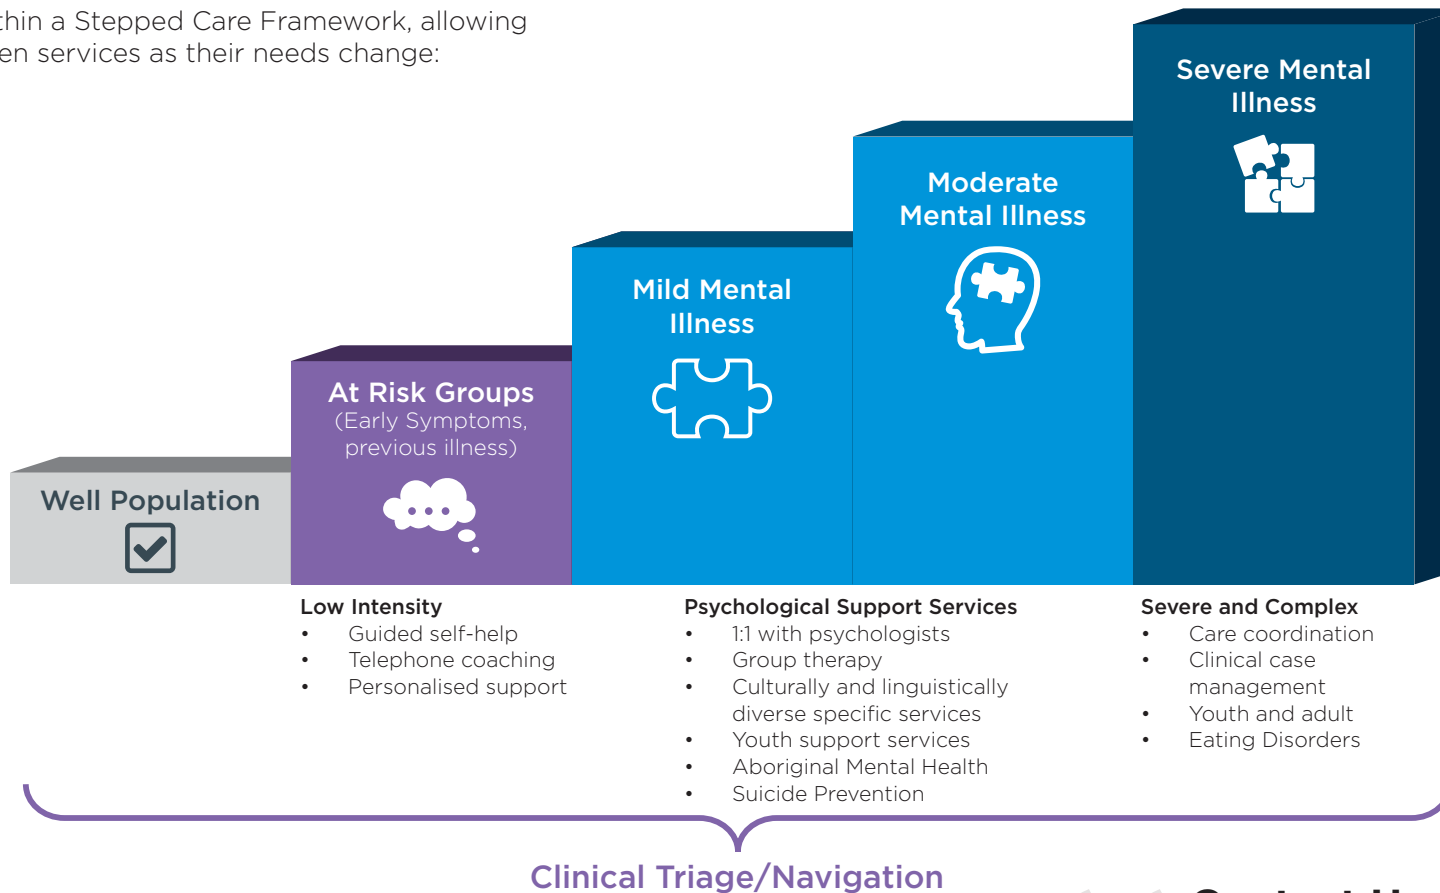 thin a Stepped Care Framework, allowing
en services as their needs change:
Severe Mental
Illness
Moderate
Mental Illness
Mild Mental
Illness
At Risk Groups
(Early Symptoms,
previous illness)
Well Population
Low Intensity
• Guided self-help
• Telephone coaching
• Personalised support
Psychological Support Services
• 1:1 with psychologists
• Group therapy
• Culturally and linguistically
diverse specific services
• Youth support services
• Aboriginal Mental Health
• Suicide Prevention
Severe and Complex
• Care coordination
• Clinical case
management
• Youth and adult
• Eating Disorders
Clinical Triage/Navigation